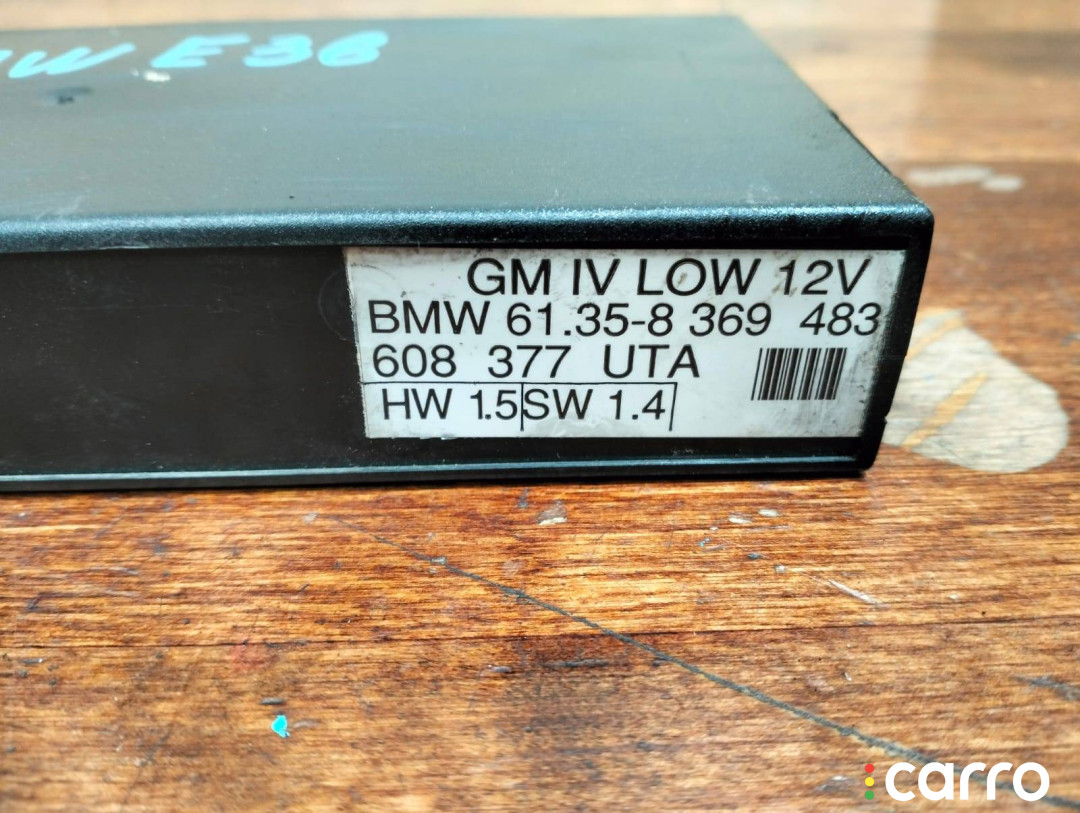 E36
GM IV LOW 12V
BMW 61.35-8 369 483
608 377 UTA
HW 1.5 SW 1.4
carro